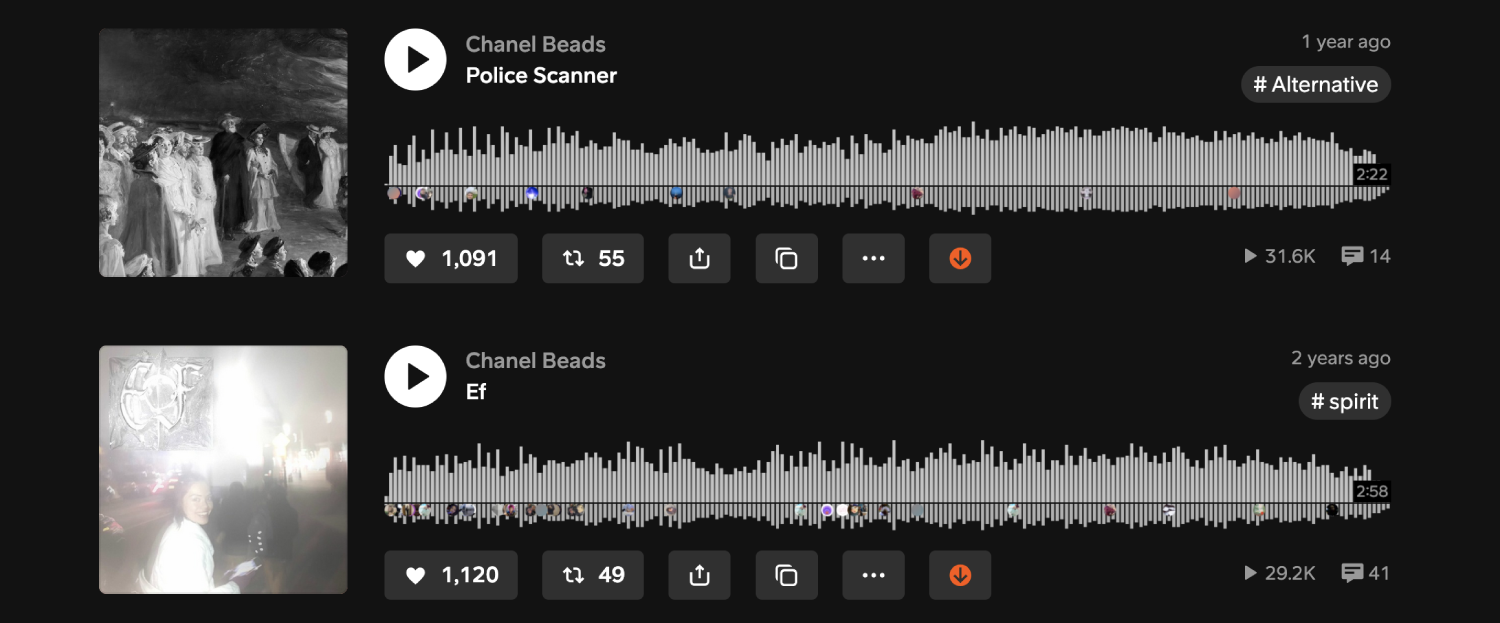 Chanel Beads
Police Scanner
1 year ago
# Alternative
2:22
1,091
55
31.6K
14
Chanel Beads
Ef
2 years ago
# spirit
2:58
1,120
49
29.2K
41